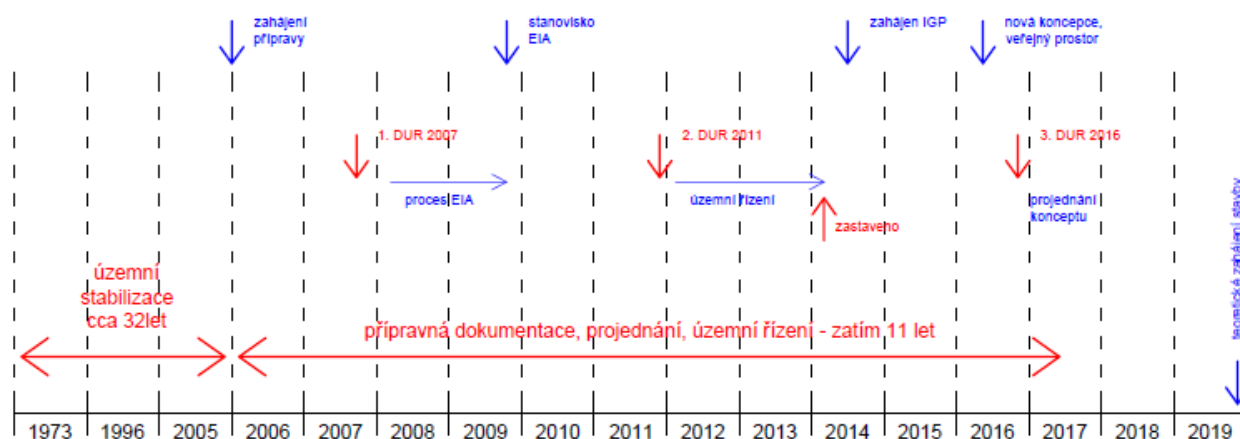 zahájení
přípravy
stanovisko
EIA
zahájen IGP
nová koncepce,
veřejný prostor
1. DUR 2007
2. DUR 2011
3. DUR 2016
proces EIA
územní řízení
projednání
konceptu
zastaveno
teoretické zahájení stavby
územní
stabilizace
cca 32let
přípravná dokumentace, projednání, územní řízení - zatím 11 let
1973 1996 2005 2006 2007 2008 2009 2010 2011 2012 2013 2014 2015 2016 2017 2018 2019